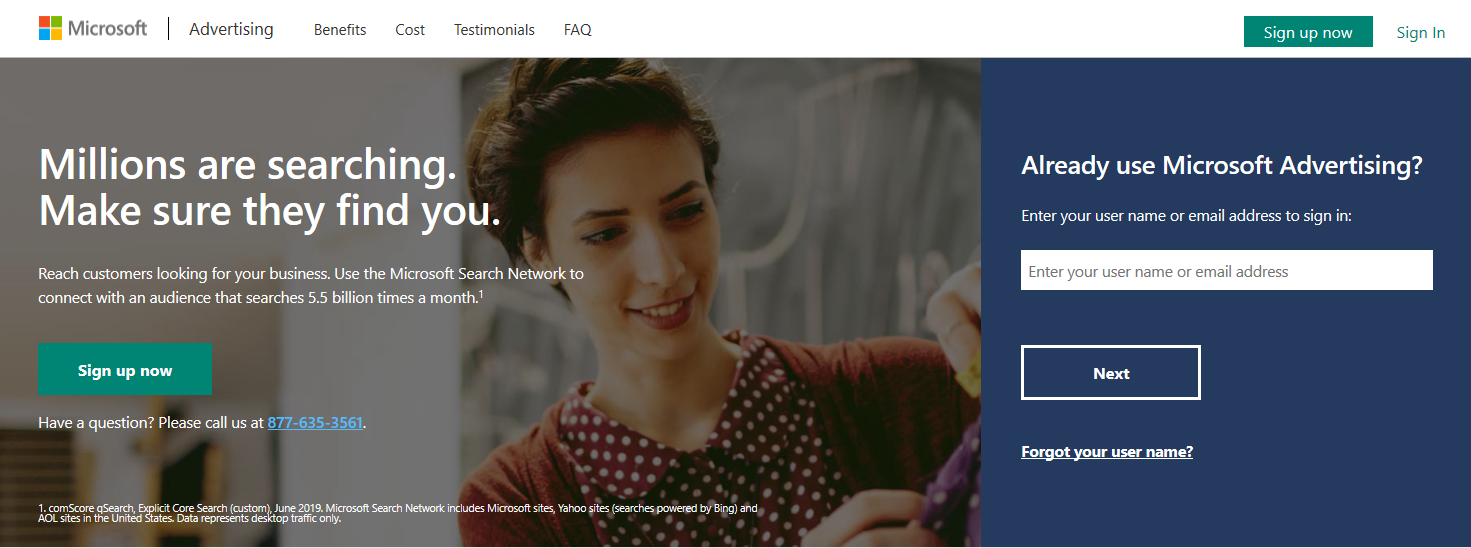 Microsoft | Advertising Benefits Cost Testimonials FAQ Sign up now Sign In
Millions are searching.
Make sure they find you.
Reach customers looking for your business. Use the Microsoft Search Network to
connect with an audience that searches 5.5 billion times a month.¹
Sign up now
Have a question? Please call us at 877-635-3561.
1. comScore qSearch, Explicit Core Search (custom), June 2019. Microsoft Search Network includes Microsoft sites, Yahoo sites (searches powered by Bing) and
AOL sites in the United States. Data represents desktop traffic only.
Already use Microsoft Advertising?
Enter your user name or email address to sign in:
Enter your user name or email address
Next
Forgot your user name?